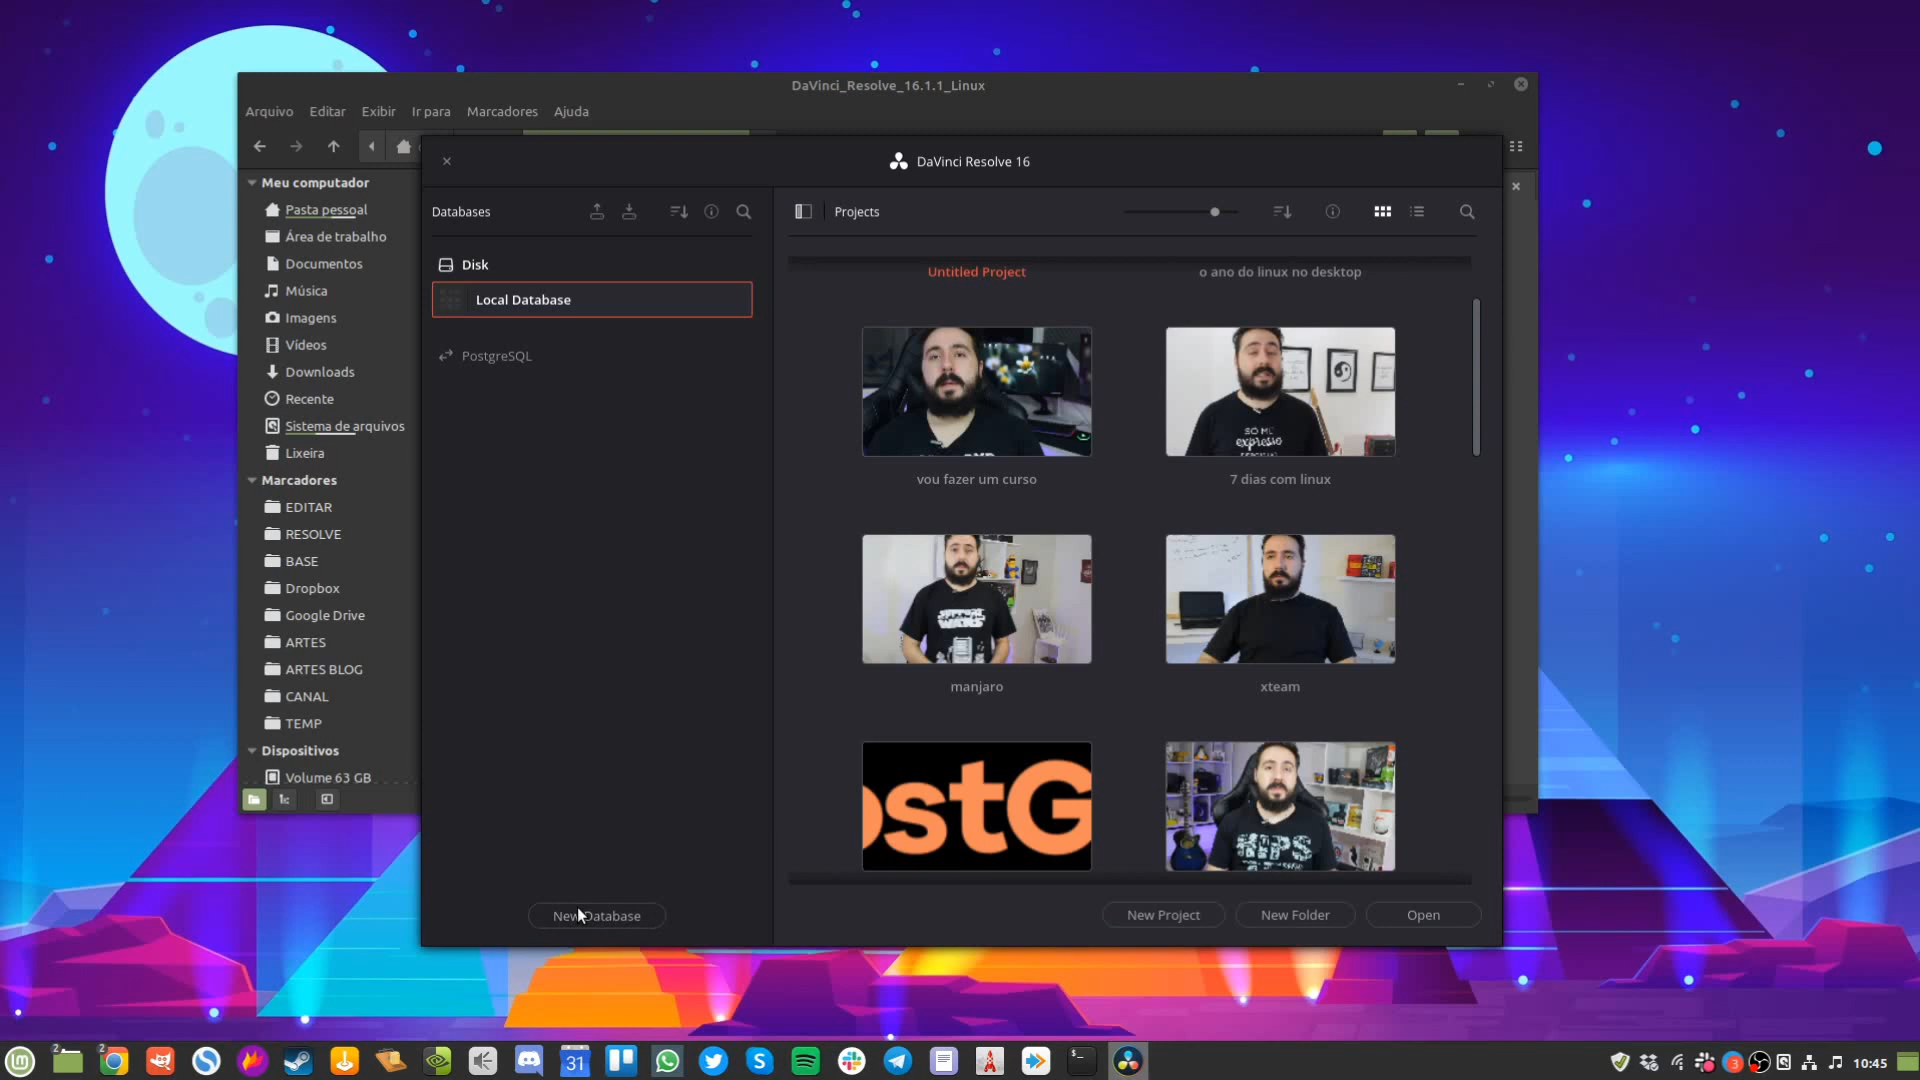 DaVinci_Resolve_16.1.1_Linux
Arquivo Editar Exibir Ir para Marcadores Ajuda
DaVinci Resolve 16
Meu computador
Pasta pessoal
Área de trabalho
Documentos
Música
Imagens
Vídeos
Downloads
Recente
Sistema de arquivos
Lixeira
Marcadores
EDITAR
RESOLVE
BASE
Dropbox
Google Drive
ARTES
ARTES BLOG
CANAL
TEMP
Dispositivos
Volume 63 GB
Databases
Disk
Local Database
PostgreSQL
New Database
Projects
Untitled Project
o ano do linux no desktop
vou fazer um curso
7 dias com linux
manjaro
xteam
ostG
New Project
New Folder
Open
2
2
31
3
10:45